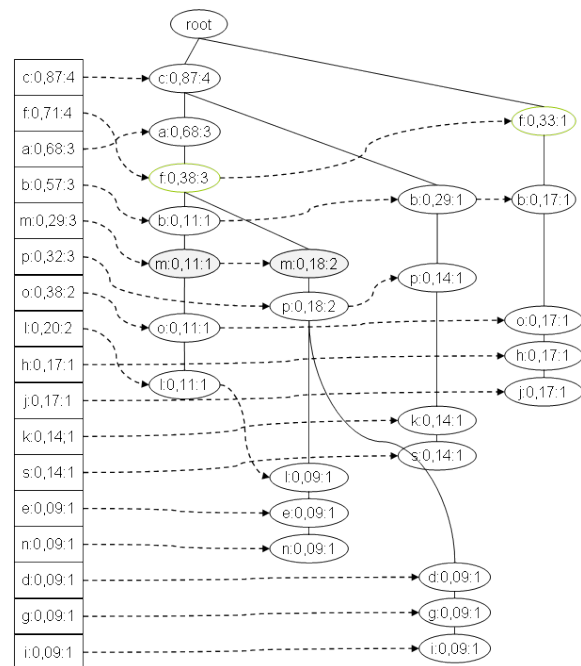 root
c:0,87:4
c:0,87:4
f:0,71:4
f:0,33:1
a:0,68:3
a:0,68:3
f:0,38:3
b:0,57:3
b:0,29:1
b:0,17:1
b:0,11:1
m:0,29:3
m:0,11:1
m:0,18:2
p:0,32:3
p:0,14:1
p:0,18:2
o:0,38:2
o:0,11:1
o:0,17:1
l:0,20:2
h:0,17:1
h:0,17:1
l:0,11:1
j:0,17:1
j:0,17:1
k:0,14;1
k:0,14:1
s:0,14:1
s:0,14:1
l:0,09:1
e:0,09:1
e:0,09:1
n:0,09:1
n:0,09:1
d:0,09:1
d:0,09:1
g:0,09:1
g:0,09:1
i:0,09:1
i:0,09:1